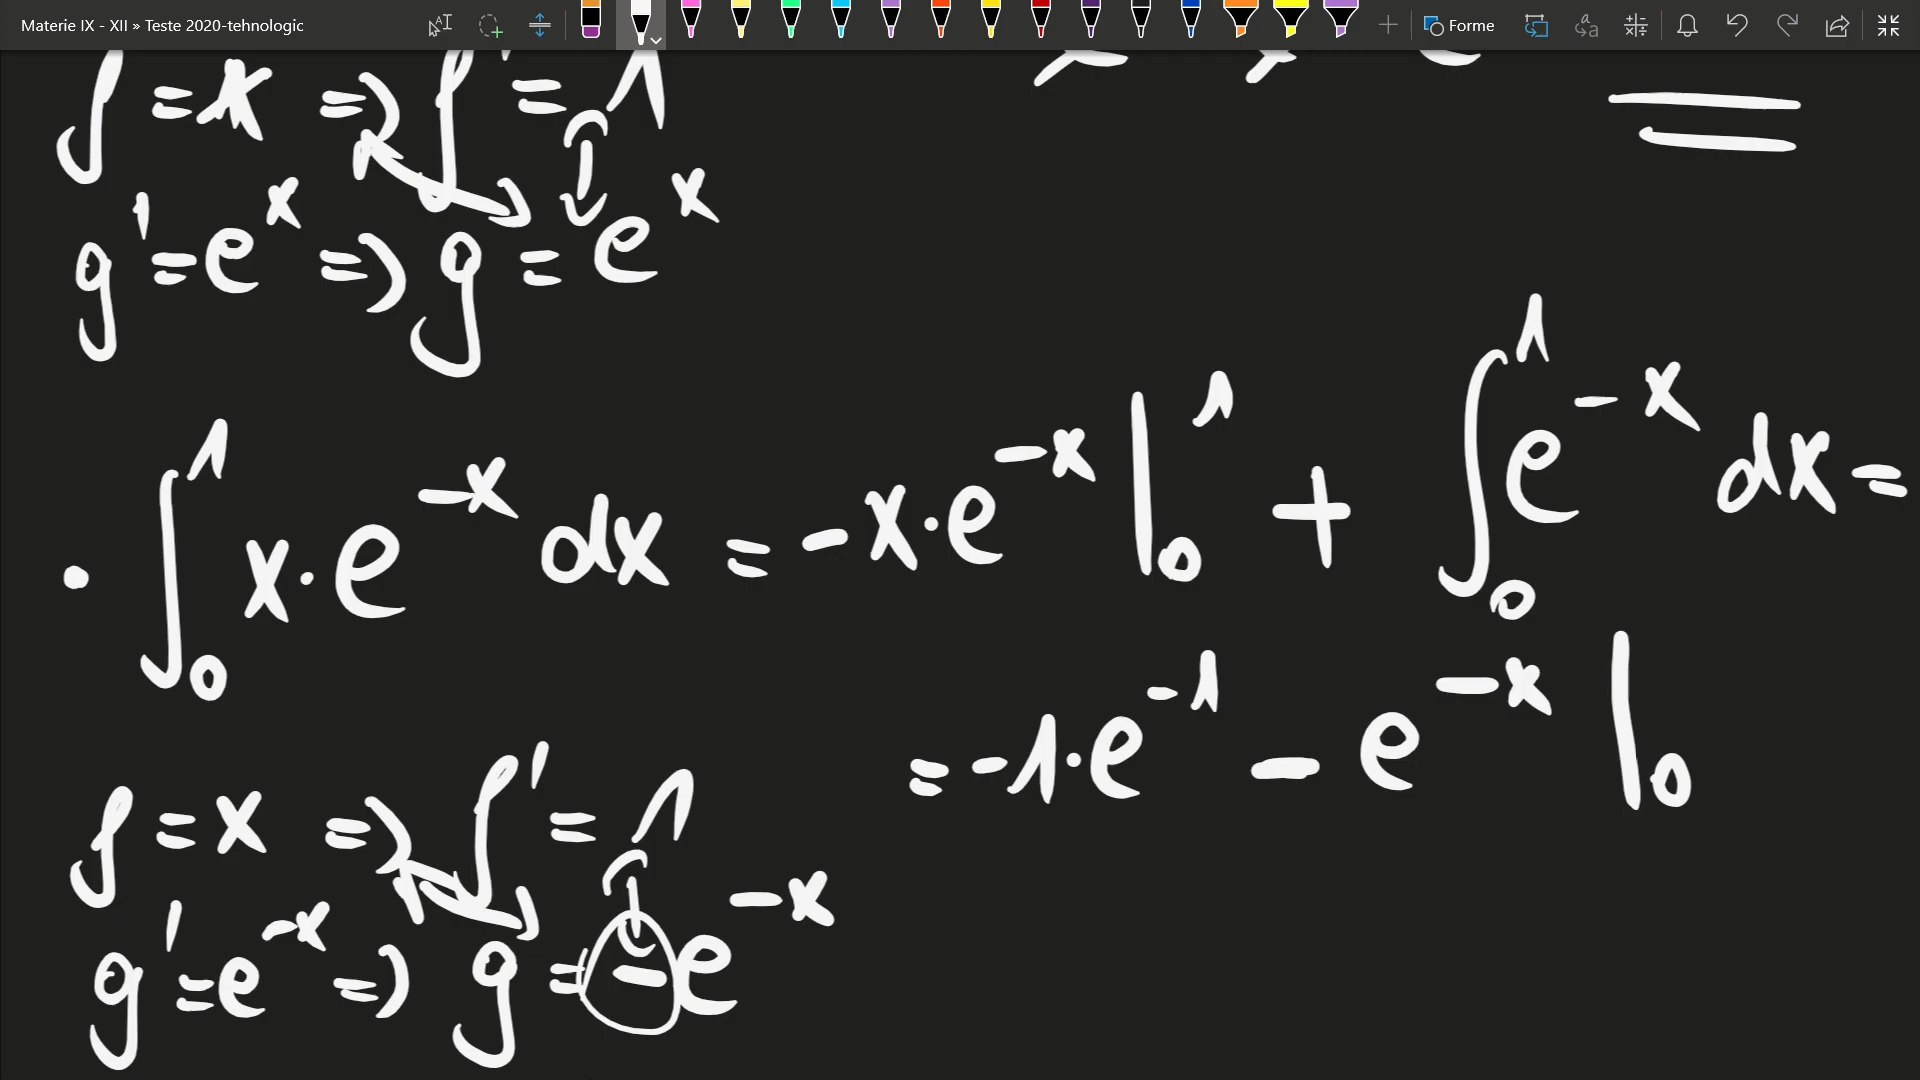 Materie IX - XII » Teste 2020-tehnologic
Forme
f = x => f' = 1
g' = e^x => g = e^x
• ∫₀¹ x·e^-x dx = -x·e^-x |₀¹ + ∫₀¹ e^-x dx =
= -1·e^-1 - e^-x |₀
f = x => f' = 1
g' = e^-x => g = -e^-x